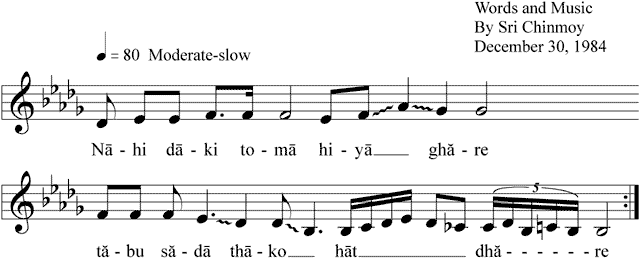 Words and Music
By Sri Chinmoy
December 30, 1984
= 80 Moderate-slow
Nā - hi dā - ki to - mā hi - yā ghă - re
tă - bu să - dā thā - ko hāt dhă - - - - - - re
5